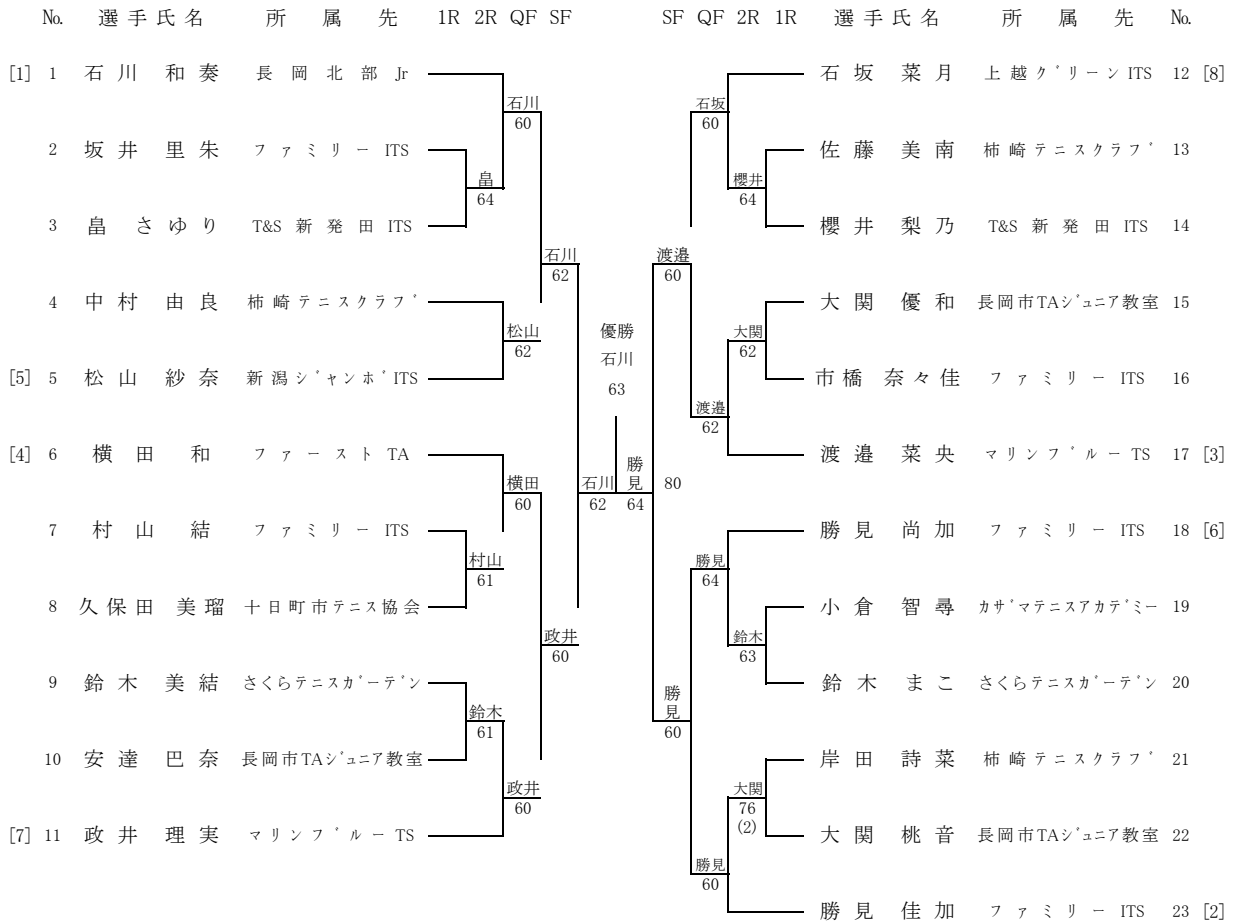 No. 選手氏名 所属先 1R 2R QF SF SF QF 2R 1R 選手氏名 所属先 No.
[1] 1 石川 和奏 長岡北部Jr 石坂 菜月 上越グリーンITS 12 [8]
石川 石坂
60 60
2 坂井 里朱 ファミリーITS 佐藤 美南 柿崎テニスクラブ 13
畠 櫻井
64 64
3 畠 さゆり T&S新発田ITS 櫻井 梨乃 T&S新発田ITS 14
石川 渡邉
62 60
4 中村 由良 柿崎テニスクラブ 大関 優和 長岡市TAジュニア教室 15
松山 優勝 大関
62 石川 62
[5] 5 松山 紗奈 新潟ジャンボITS 63 市橋 奈々佳 ファミリーITS 16
渡邉
62
[4] 6 横田 和 ファーストTA 渡邉 菜央 マリンブルーTS 17 [3]
横田 石川 勝見 80
60 62 64
7 村山 結 ファミリーITS 勝見 尚加 ファミリーITS 18 [6]
村山 勝見
61 64
8 久保田 美瑠 十日町市テニス協会 小倉 智尋 カザマテニスアカデミー 19
政井 鈴木
60 63
9 鈴木 美結 さくらテニスガーデン 鈴木 まこ さくらテニスガーデン 20
鈴木 勝見
61 60
10 安達 巴奈 長岡市TAジュニア教室 岸田 詩菜 柿崎テニスクラブ 21
政井 大関
60 76
(2)
[7] 11 政井 理実 マリンブルーTS 大関 桃音 長岡市TAジュニア教室 22
勝見
60
勝見 佳加 ファミリーITS 23 [2]